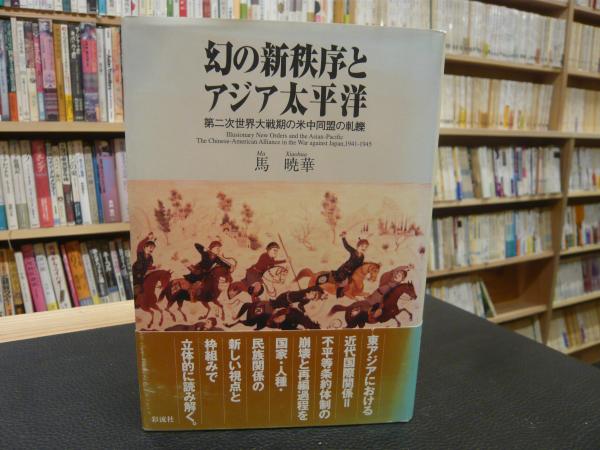 幻の新秩序と
アジア太平洋
第二次世界大戦期の米中同盟の軋轢
Illusionary New Orders and the Asian-Pacific:
The Chinese-American Alliance in the War against Japan, 1941-1945
Ma Xiaohua
馬 暁華
東アジアにおける
近代国際関係=
不平等条約体制の
崩壊と再編過程を
国家・人種・
民族関係の
新しい視点と
枠組みで
立体的に読み解く。
彩流社